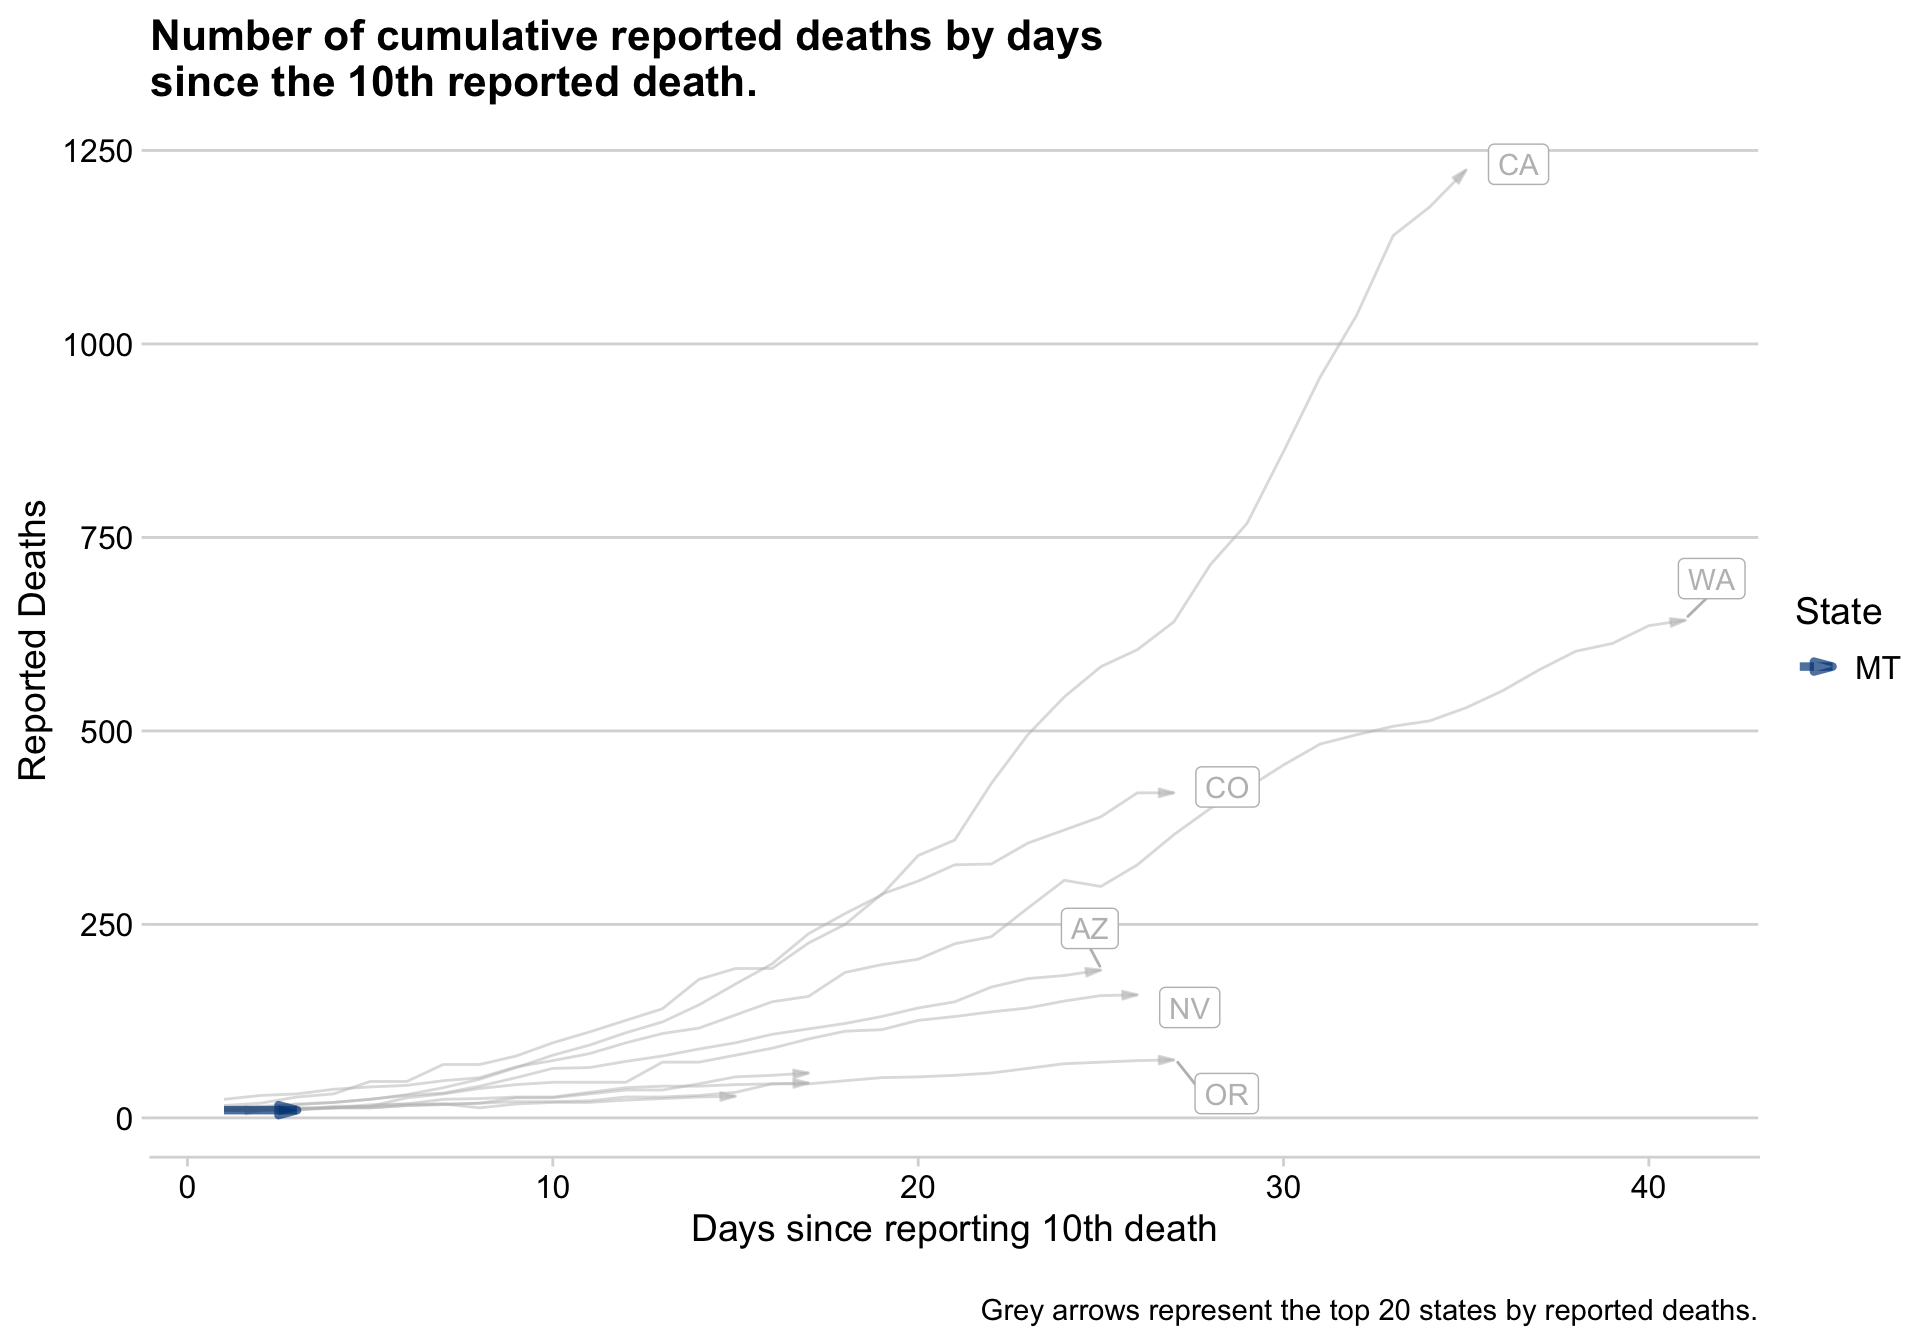 Number of cumulative reported deaths by days
since the 10th reported death.
1250
1000
750
500
250
0
Reported Deaths
CA
WA
CO
AZ
NV
OR
State
MT
0 10 20 30 40
Days since reporting 10th death
Grey arrows represent the top 20 states by reported deaths.